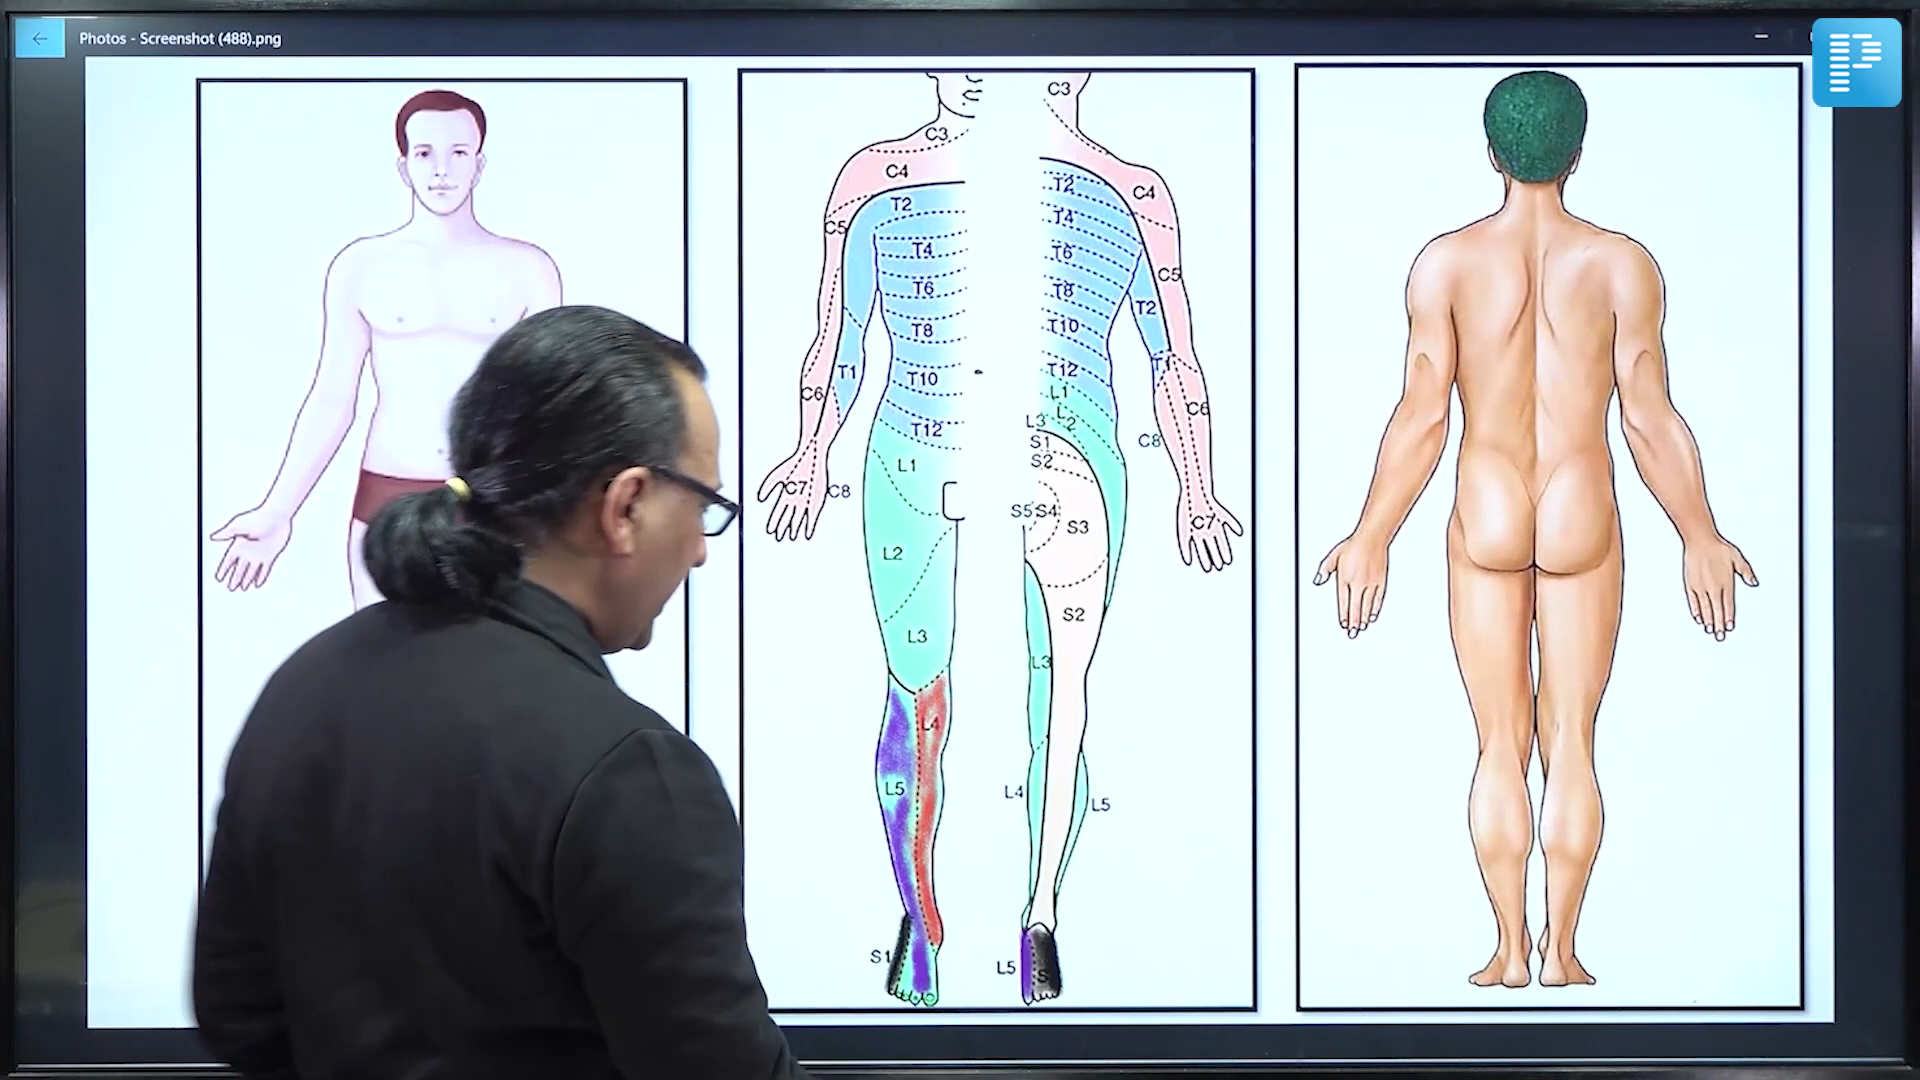 Photos - Screenshot (488).png
C3
C3
C4
C4
T2
T2
C5
T4
T4
T6
T6
C5
T8
T8
T2
T10
T10
T1
T1
T12
T12
C6
C6
L1
L3
L2
S1
C8
S2
L1
C7
C8
S5
S4
S3
C7
L2
S2
L3
L3
L4
L5
L4
L5
S1
L5